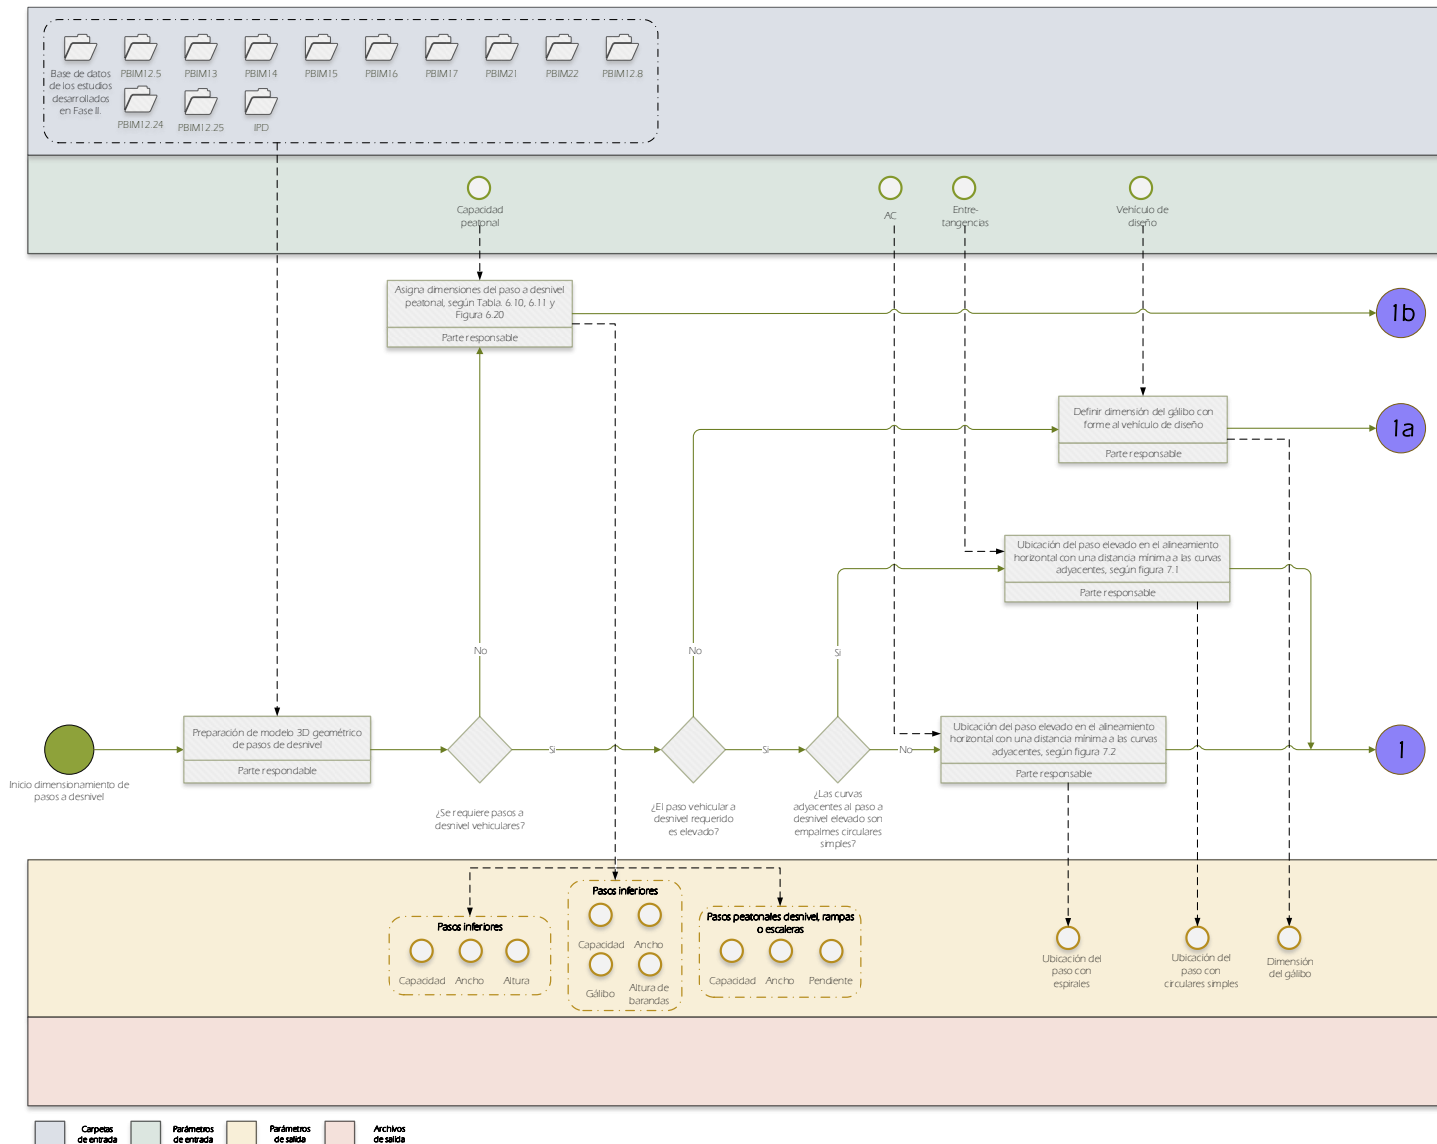 Base de datos
de los estudios
desarrollados
en Fase II.
PBIM12.5
PBIM13
PBIM14
PBIM15
PBIM16
PBIM17
PBIM21
PBIM22
PBIM12.8
PBIM12.24
PBIM12.25
IPD
Capacidad
peatonal
AC
Entre-
tangencias
Vehículo de
diseño
Asigna dimensiones del paso a desnivel
peatonal, según Tabla. 6.10, 6.11 y
Figura 6.20
Parte responsable
1b
Definir dimensión del gálibo con
forme al vehículo de diseño
Parte responsable
1a
Ubicación del paso elevado en el alineamiento
horizontal con una distancia mínima a las curvas
adyacentes, según figura 7.1
Parte responsable
No
No
Si
Preparación de modelo 3D geométrico
de pasos de desnivel
Parte respondable
Inicio dimensionamiento de
pasos a desnivel
Si
Si
No
Ubicación del paso elevado en el alineamiento
horizontal con una distancia mínima a las curvas
adyacentes, según figura 7.2
Parte responsable
1
¿Se requiere pasos a
desnivel vehiculares?
¿El paso vehicular a
desnivel requerido
es elevado?
¿Las curvas
adyacentes al paso a
desnivel elevado son
empalmes circulares
simples?
Pasos inferiores
Capacidad
Ancho
Altura
Pasos inferiores
Capacidad
Ancho
Gálibo
Altura de
barandas
Pasos peatonales desnivel, rampas
o escaleras
Capacidad
Ancho
Pendiente
Ubicación del
paso con
espirales
Ubicación del
paso con
circulares simples
Dimensión
del gálibo
Carpetas
de entrada
Parámetros
de entrada
Parámetros
de salida
Archivos
de salida